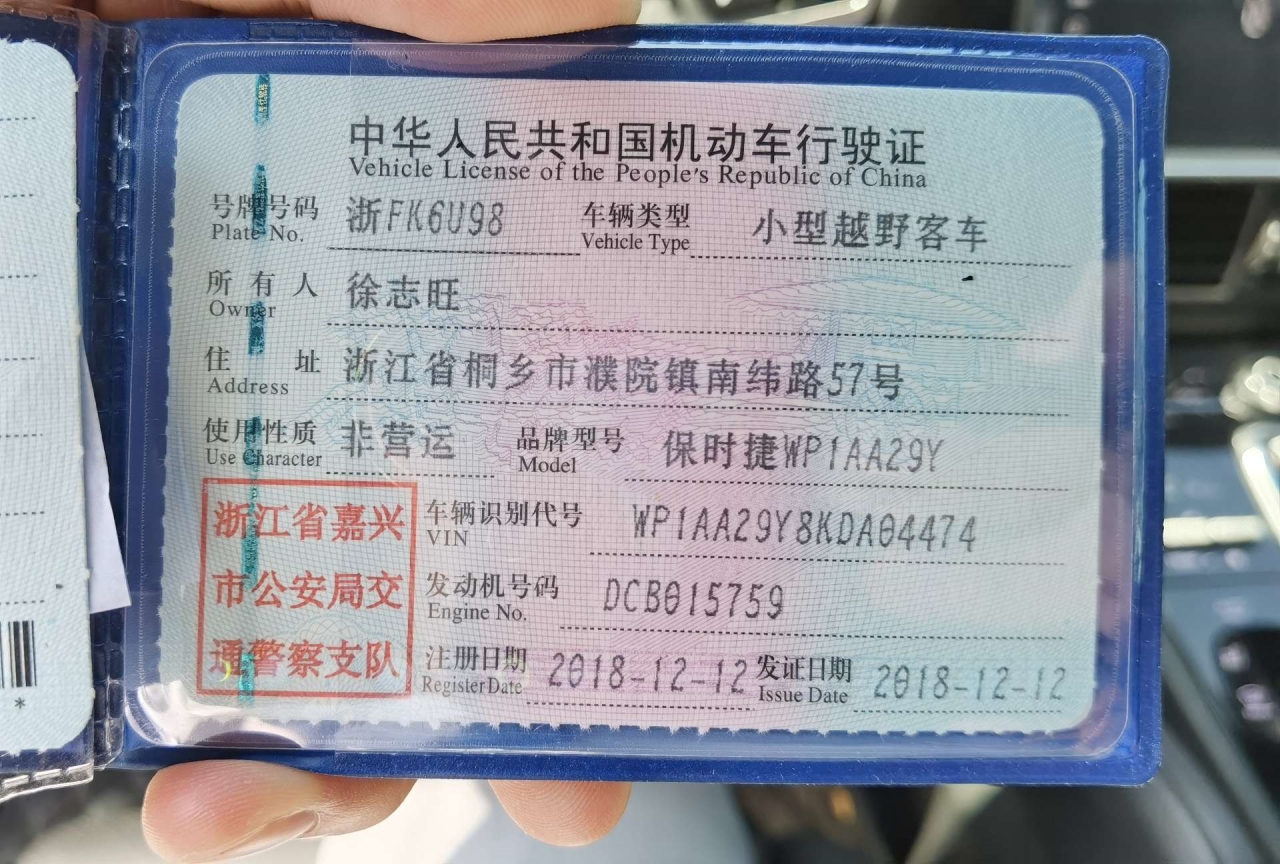 中华人民共和国机动车行驶证
Vehicle License of the People's Republic of China
号牌号码 浙FK6U98 车辆类型 小型越野客车
Plate No. Vehicle Type
所有人 徐志旺
Owner
住址 浙江省桐乡市濮院镇南纬路57号
Address
使用性质 非营运 品牌型号 保时捷WP1AA29Y
Use Character Model
浙江省嘉兴
市公安局交
通警察支队
车辆识别代号 WP1AA29Y8KDA04474
VIN
发动机号码 DCB015759
Engine No.
注册日期 2018-12-12 发证日期 2018-12-12
Register Date Issue Date
*